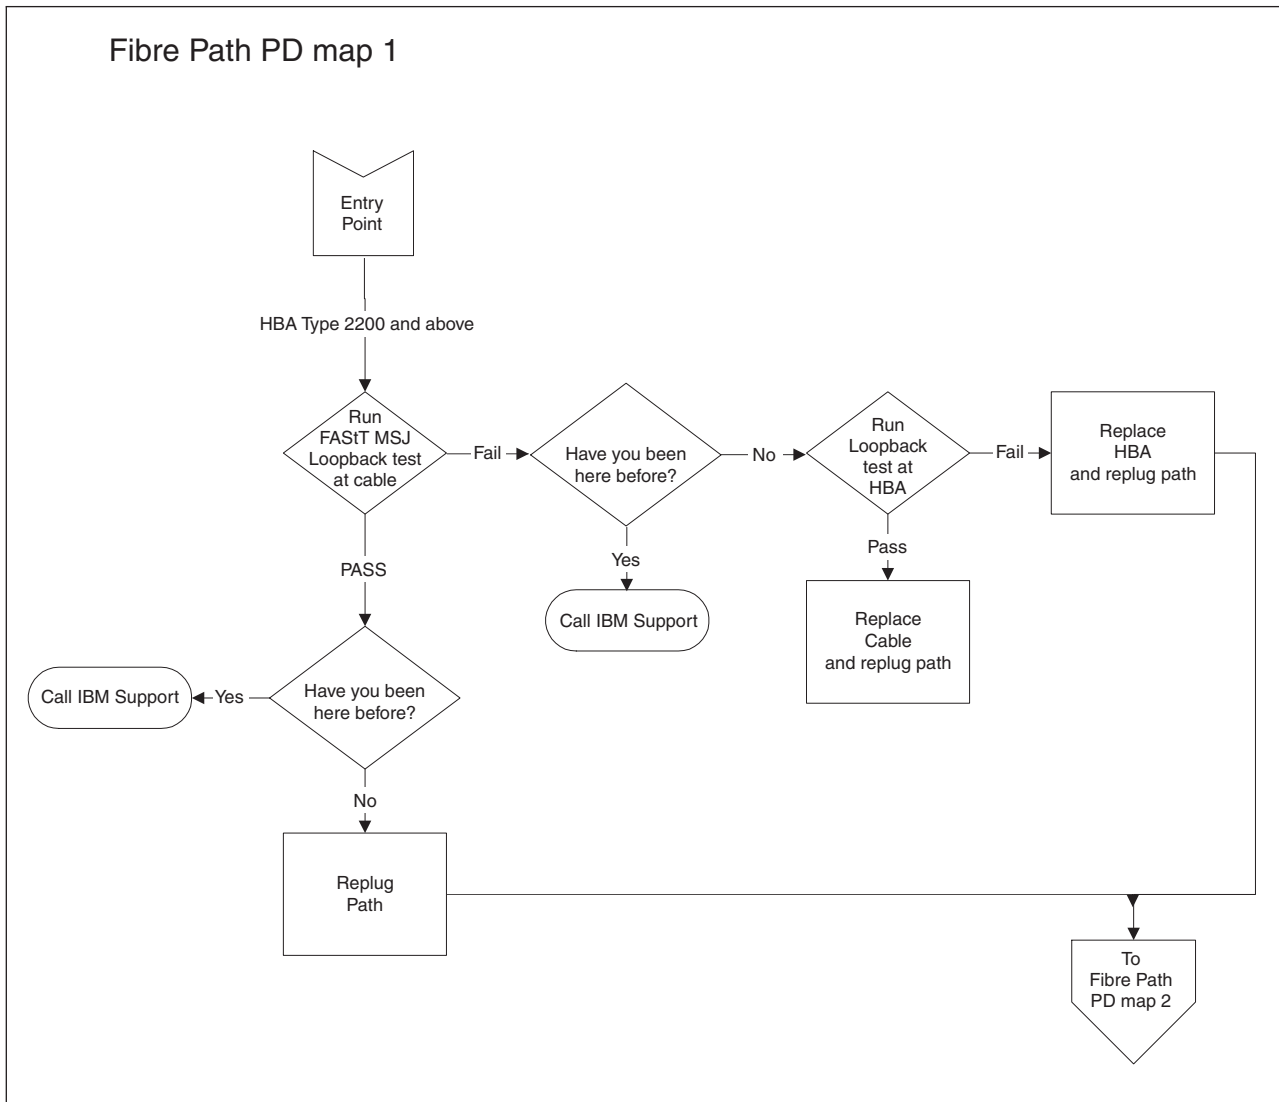 Fibre Path PD map 1
Entry
Point
HBA Type 2200 and above
Run
FAStT MSJ
Loopback test
at cable
Fail
Have you been
here before?
No
Run
Loopback
test at
HBA
Fail
Replace
HBA
and replug path
PASS
Yes
Pass
Call IBM Support
Replace
Cable
and replug path
Call IBM Support
Yes
Have you been
here before?
No
Replug
Path
To
Fibre Path
PD map 2